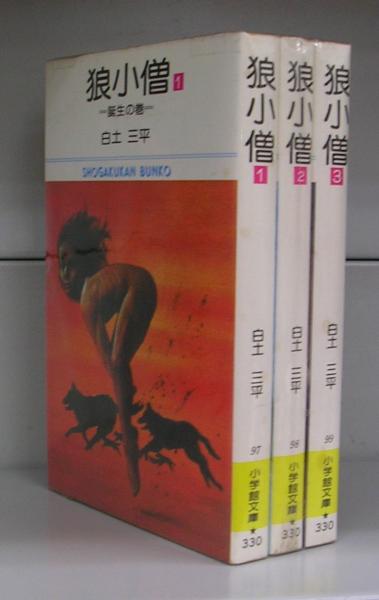 狼小僧 1
=誕生の巻=
白土 三平
SHOGAKUKAN BUNKO
狼小僧 1
白土 三平
97
小学館文庫★
330
狼小僧 2
白土 三平
98
小学館文庫★
330
狼小僧 3
白土 三平
99
小学館文庫★
330